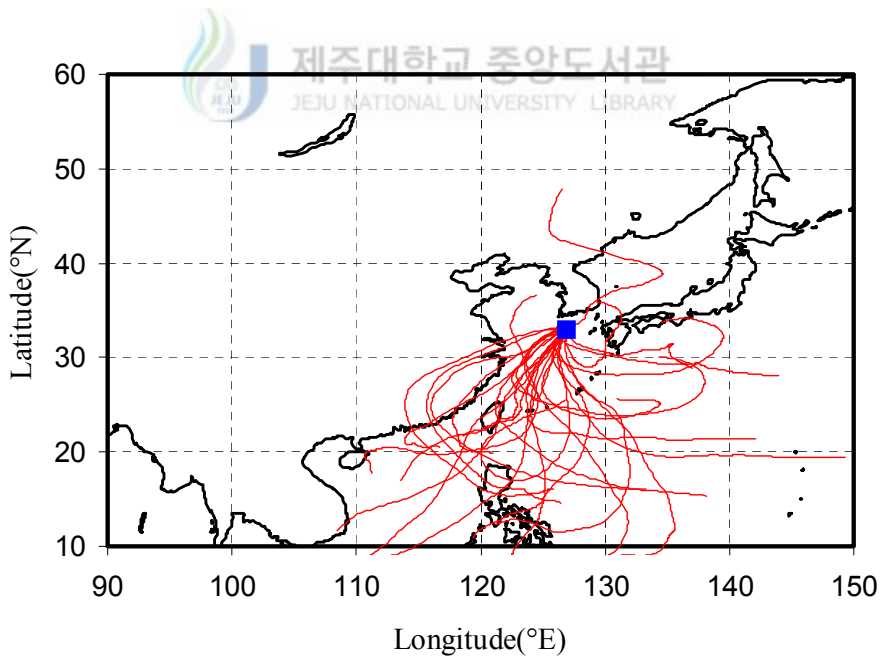 제주대학교 중앙도서관
JEJU NATIONAL UNIVERSITY LIBRARY
JEJU
60
50
40
30
20
10
Latitude(°N)
90 100 110 120 130 140 150
Longitude(°E)